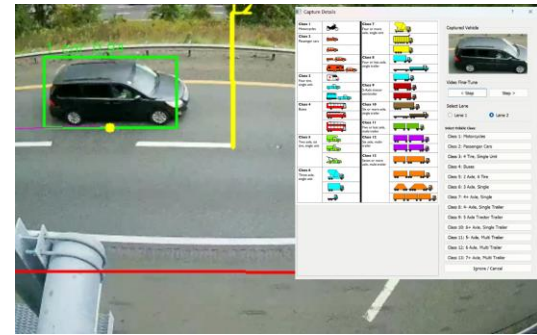 Capture Details
Class 1
Motorcycles
Class 2
Passenger cars
Class 3
Four tire,
single unit
Class 4
Buses
Class 5
Two axle, six
tire, single unit
Class 6
Three axle,
single unit
Class 7
Four or more
axle, single unit
Class 8
Four or less axle,
single trailer
Class 9
5-Axle tractor
semitrailer
Class 10
Six or more axle,
single trailer
Class 11
Five or less axle,
multi trailer
Class 12
Six axle, multi-
trailer
Class 13
Seven or more
axle, multi-trailer
Captured Vehicle
Video Fine Tune
< Step
Step >
Select Lane
Lane 1
Lane 2
Select Vehicle Class:
Class 1: Motorcycles
Class 2: Passenger Cars
Class 3: 4 Tire, Single Unit
Class 4: Buses
Class 5: 2 Axle, 6 Tire
Class 6: 3 Axle, Single
Class 7: 4+ Axle, Single
Class 8: 4- Axle, Single Trailer
Class 9: 5 Axle Tractor Trailer
Class 10: 6+ Axle, Single Trailer
Class 11: 5- Axle, Multi Trailer
Class 12: 6 Axle, Multi Trailer
Class 13: 7+ Axle, Multi Trailer
Ignore / Cancel